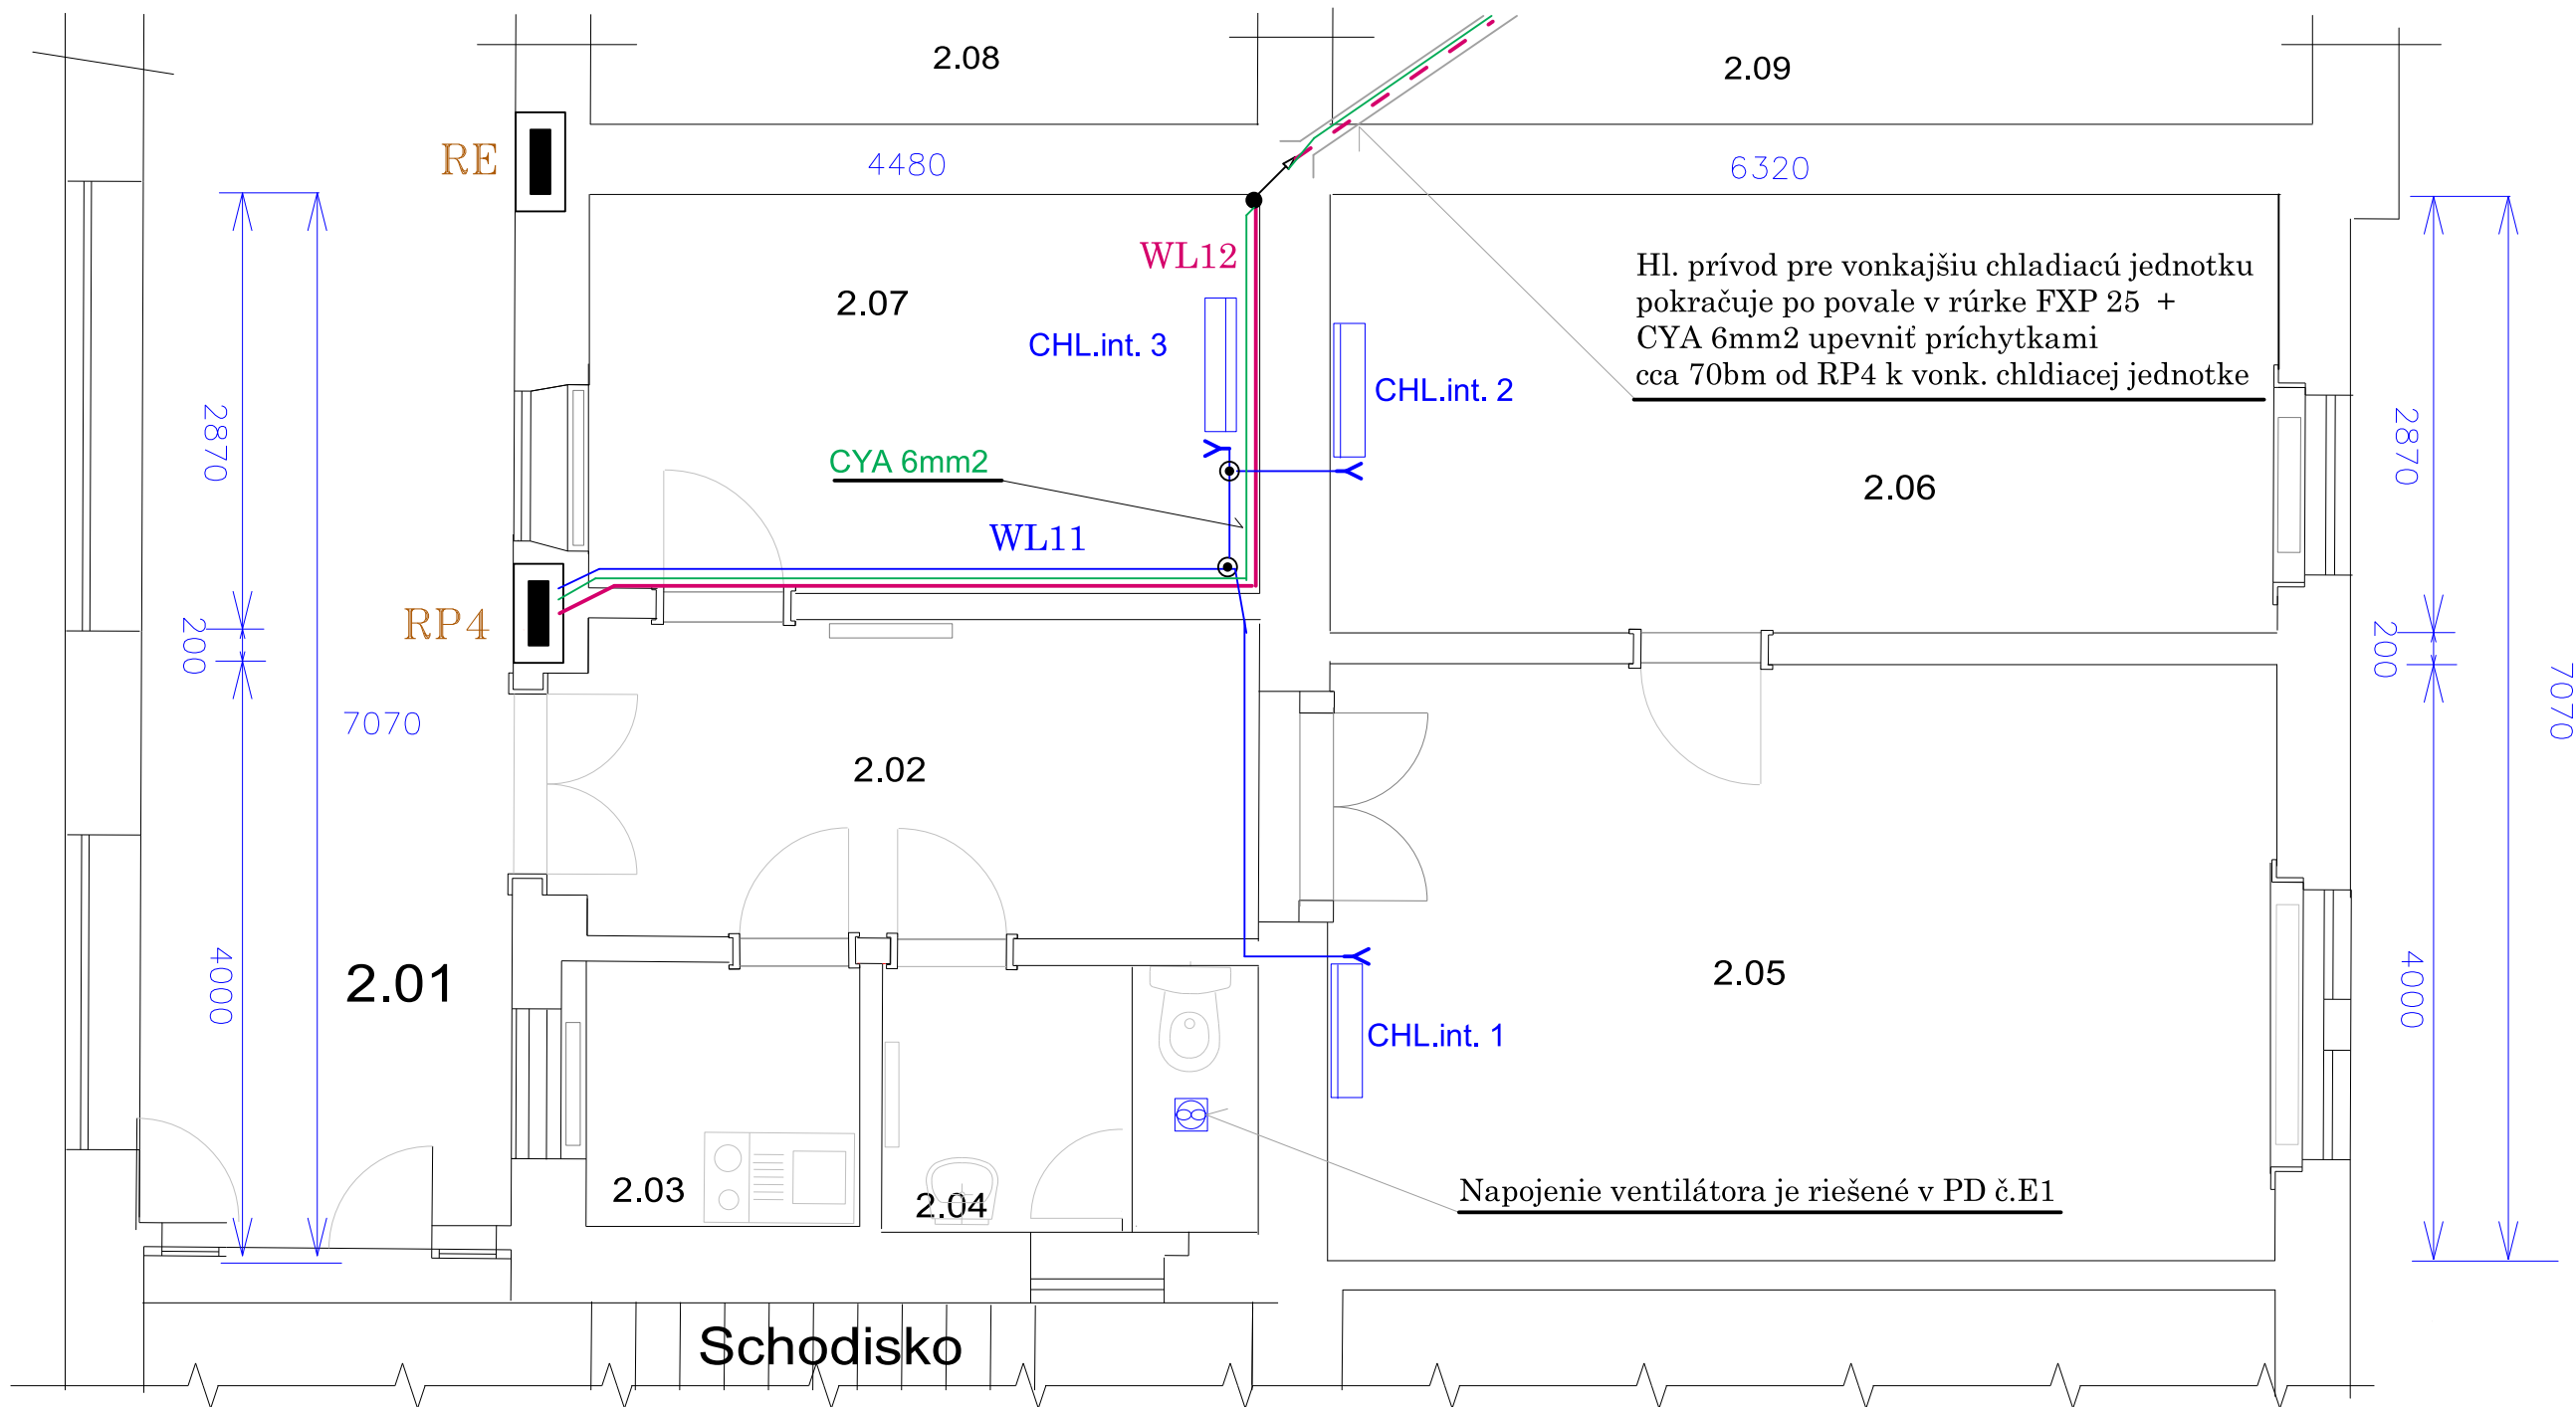 2.08
2.09
RE
4480
6320
WL12
Hl. prívod pre vonkajšiu chladiacú jednotku
pokračuje po povale v rúrke FXP 25 +
CYA 6mm2 upevniť príchytkami
cca 70bm od RP4 k vonk. chldiacej jednotke
2.07
CHL.int. 3
CHL.int. 2
2870
2870
CYA 6mm2
2.06
WL11
RP4
200
200
7070
7070
2.02
2.01
4000
4000
2.05
CHL.int. 1
2.03
2.04
Napojenie ventilátora je riešené v PD č.E1
Schodisko